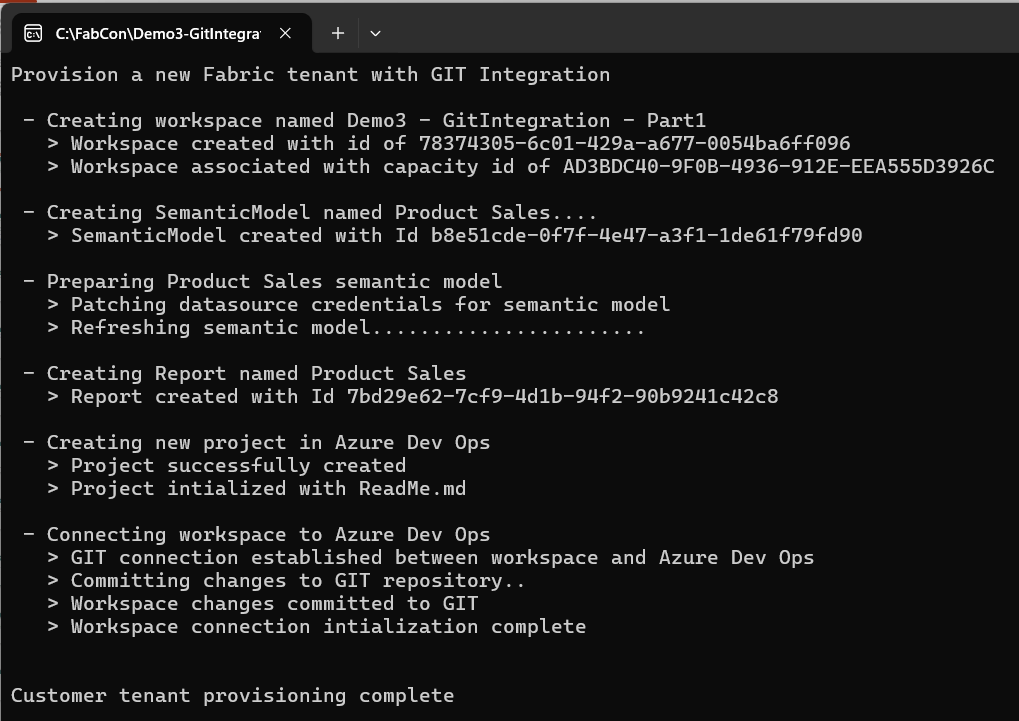 C:\FabCon\Demo3-GitIntegra
Provision a new Fabric tenant with GIT Integration
- Creating workspace named Demo3 - GitIntegration - Part1
> Workspace created with id of 78374305-6c01-429a-a677-0054ba6ff096
> Workspace associated with capacity id of AD3BDC40-9F0B-4936-912E-EEA555D3926C
- Creating SemanticModel named Product Sales....
> SemanticModel created with Id b8e51cde-0f7f-4e47-a3f1-1de61f79fd90
- Preparing Product Sales semantic model
> Patching datasource credentials for semantic model
> Refreshing semantic model.......................
- Creating Report named Product Sales
> Report created with Id 7bd29e62-7cf9-4d1b-94f2-90b9241c42c8
- Creating new project in Azure Dev Ops
> Project successfully created
> Project intialized with ReadMe.md
- Connecting workspace to Azure Dev Ops
> GIT connection established between workspace and Azure Dev Ops
> Committing changes to GIT repository..
> Workspace changes committed to GIT
> Workspace connection intialization complete
Customer tenant provisioning complete